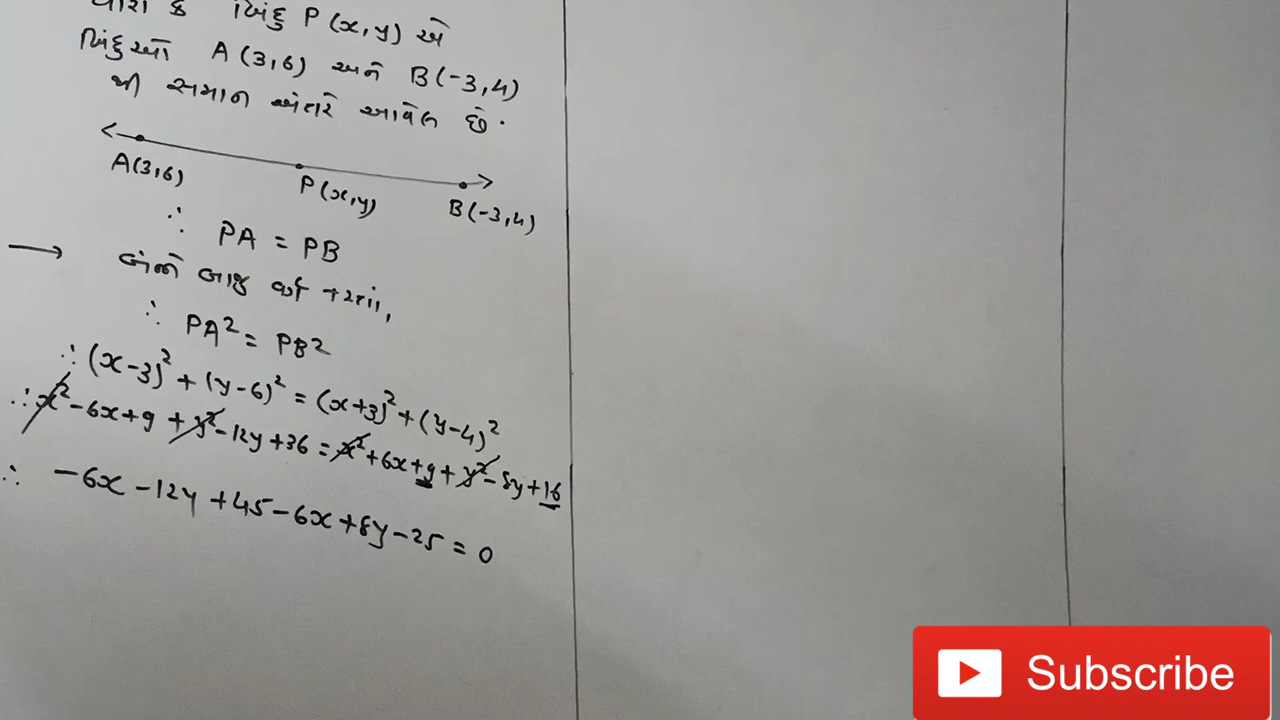 ધારો કે બિંદુ P(x,y) એ
બિંદુઓ A(3,6) અને B(-3,4)
થી સમાન અંતરે આવેલ છે.
A(3,6) P(x,y) B(-3,4)
∴ PA = PB
→ બંને બાજુ વર્ગ કરતાં,
∴ PA² = PB²
∴ (x-3)² + (y-6)² = (x+3)² + (y-4)²
∴ x² - 6x + 9 + y² - 12y + 36 = x² + 6x + 9 + y² - 8y + 16
∴ -6x - 12y + 45 - 6x + 8y - 25 = 0
Subscribe